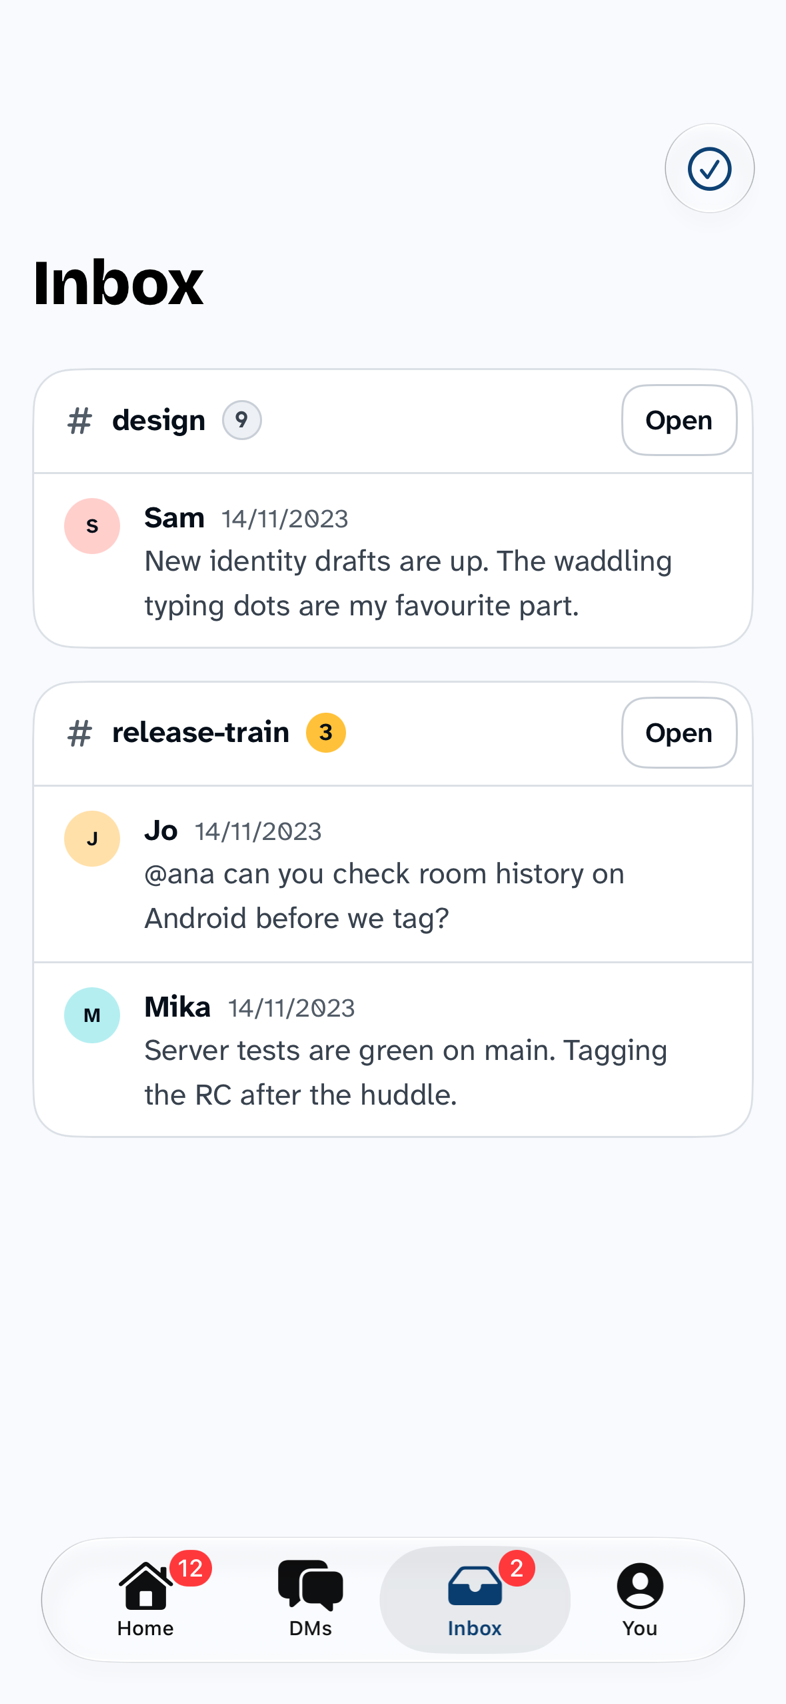 Inbox
# design 9 Open
S Sam 14/11/2023
New identity drafts are up. The waddling
typing dots are my favourite part.
# release-train 3 Open
J Jo 14/11/2023
@ana can you check room history on
Android before we tag?
M Mika 14/11/2023
Server tests are green on main. Tagging
the RC after the huddle.
12 2
Home DMs Inbox You